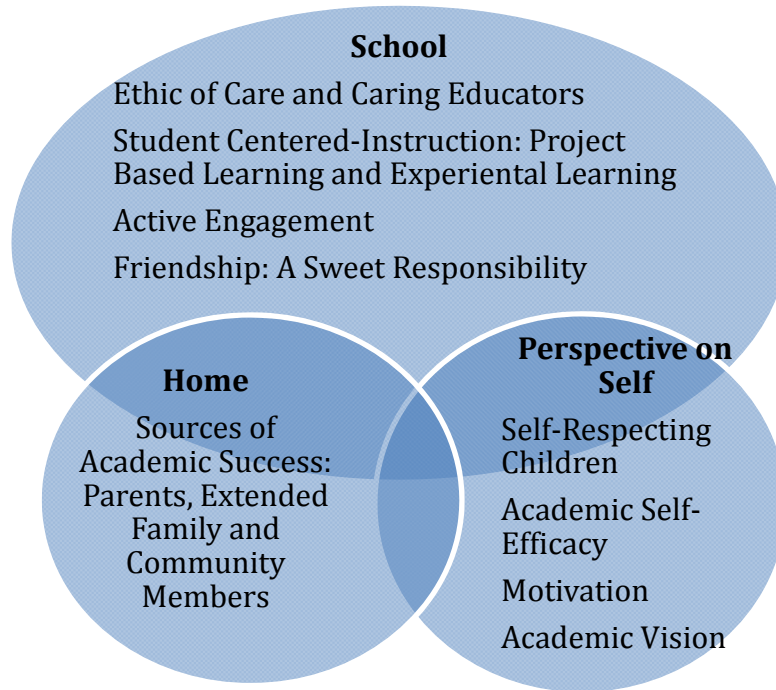 School
Ethic of Care and Caring Educators
Student Centered-Instruction: Project
Based Learning and Experiential Learning
Active Engagement
Friendship: A Sweet Responsibility
Home
Sources of
Academic Success:
Parents, Extended
Family and
Community
Members
Perspective on
Self
Self-Respecting
Children
Academic Self-
Efficacy
Motivation
Academic Vision